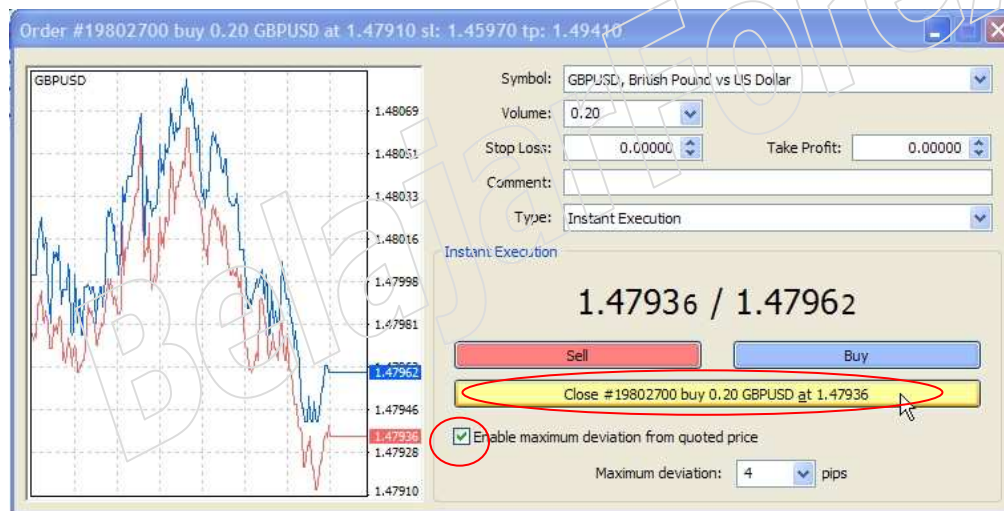 Order #19802700 buy 0.20 GBPUSD at 1.47910 sl: 1.45970 tp: 1.49410
GBPUSD
1.48069
1.48051
1.48033
1.48016
1.47998
1.47981
1.47962
1.47946
1.47936
1.47928
1.47910
Symbol: GBPUSD, British Pound vs US Dollar
Volume: 0.20
Stop Loss: 0.00000 Take Profit: 0.00000
Comment:
Type: Instant Execution
Instant Execution
1.47936 / 1.47962
Sell Buy
Close #19802700 buy 0.20 GBPUSD at 1.47936
Enable maximum deviation from quoted price
Maximum deviation: 4 pips
BelajarForex